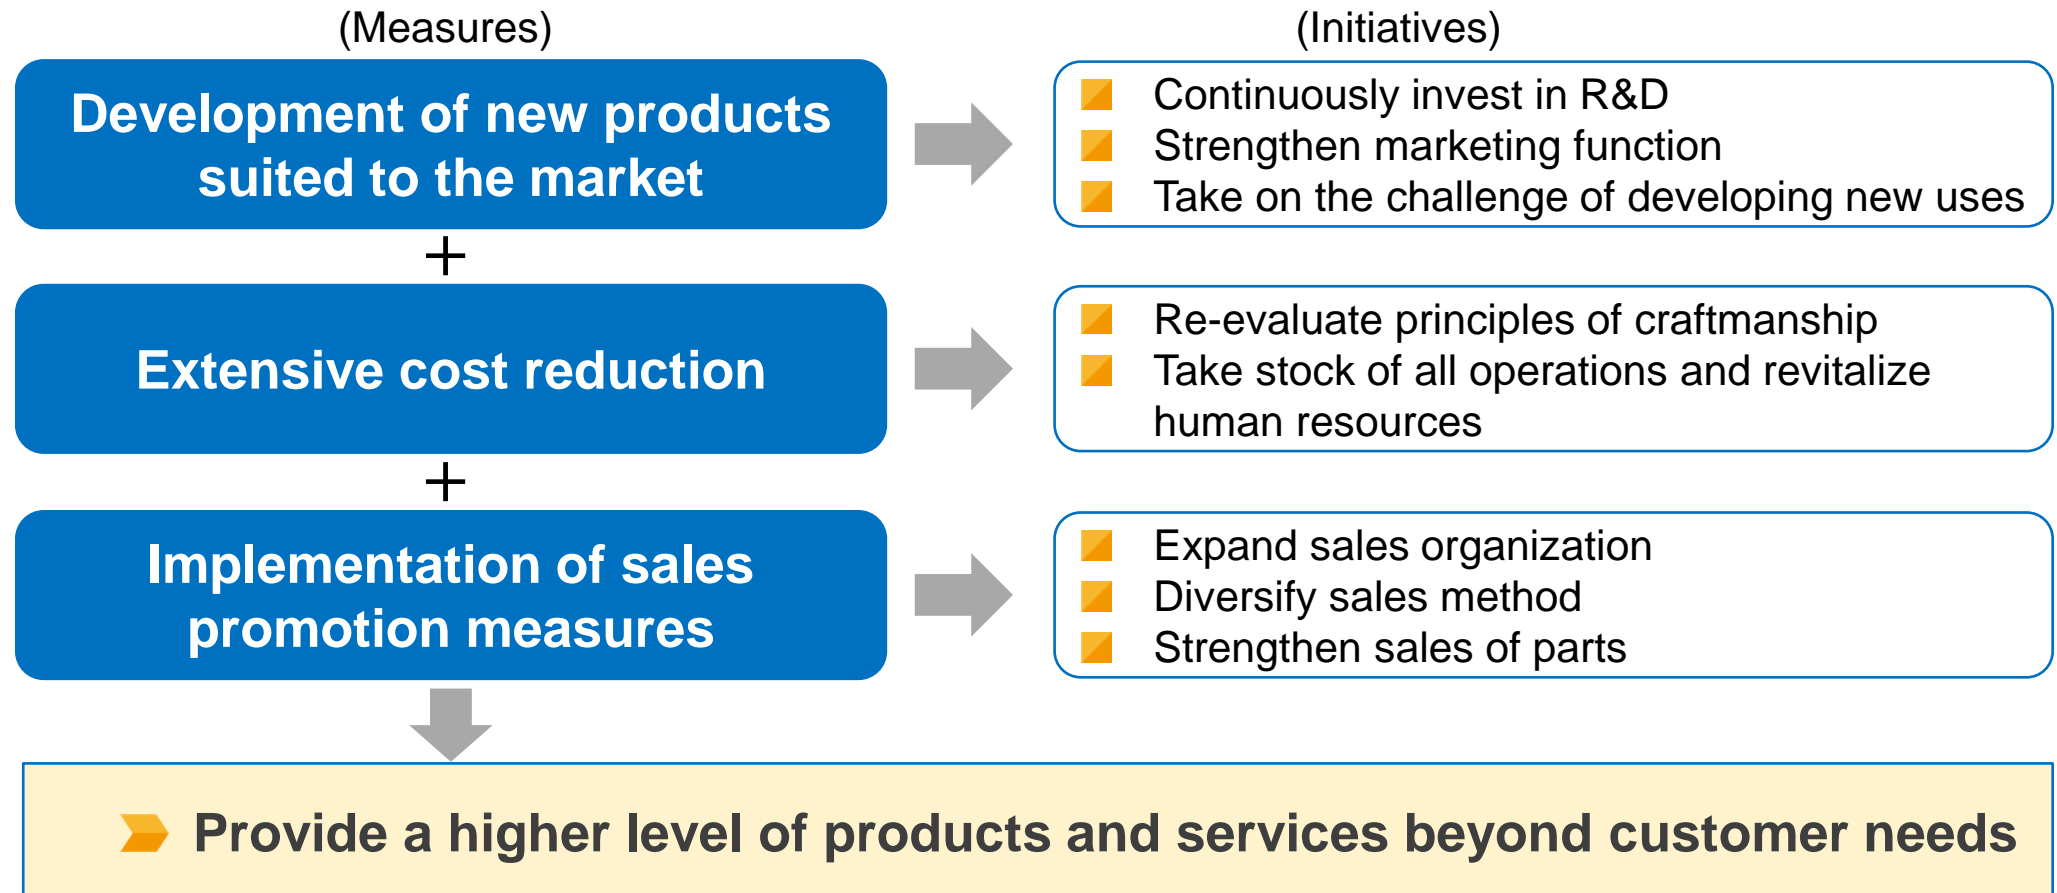 (Measures)
(Initiatives)
Development of new products
suited to the market
Continuously invest in R&D
Strengthen marketing function
Take on the challenge of developing new uses
+
Extensive cost reduction
Re-evaluate principles of craftmanship
Take stock of all operations and revitalize
human resources
+
Implementation of sales
promotion measures
Expand sales organization
Diversify sales method
Strengthen sales of parts
Provide a higher level of products and services beyond customer needs